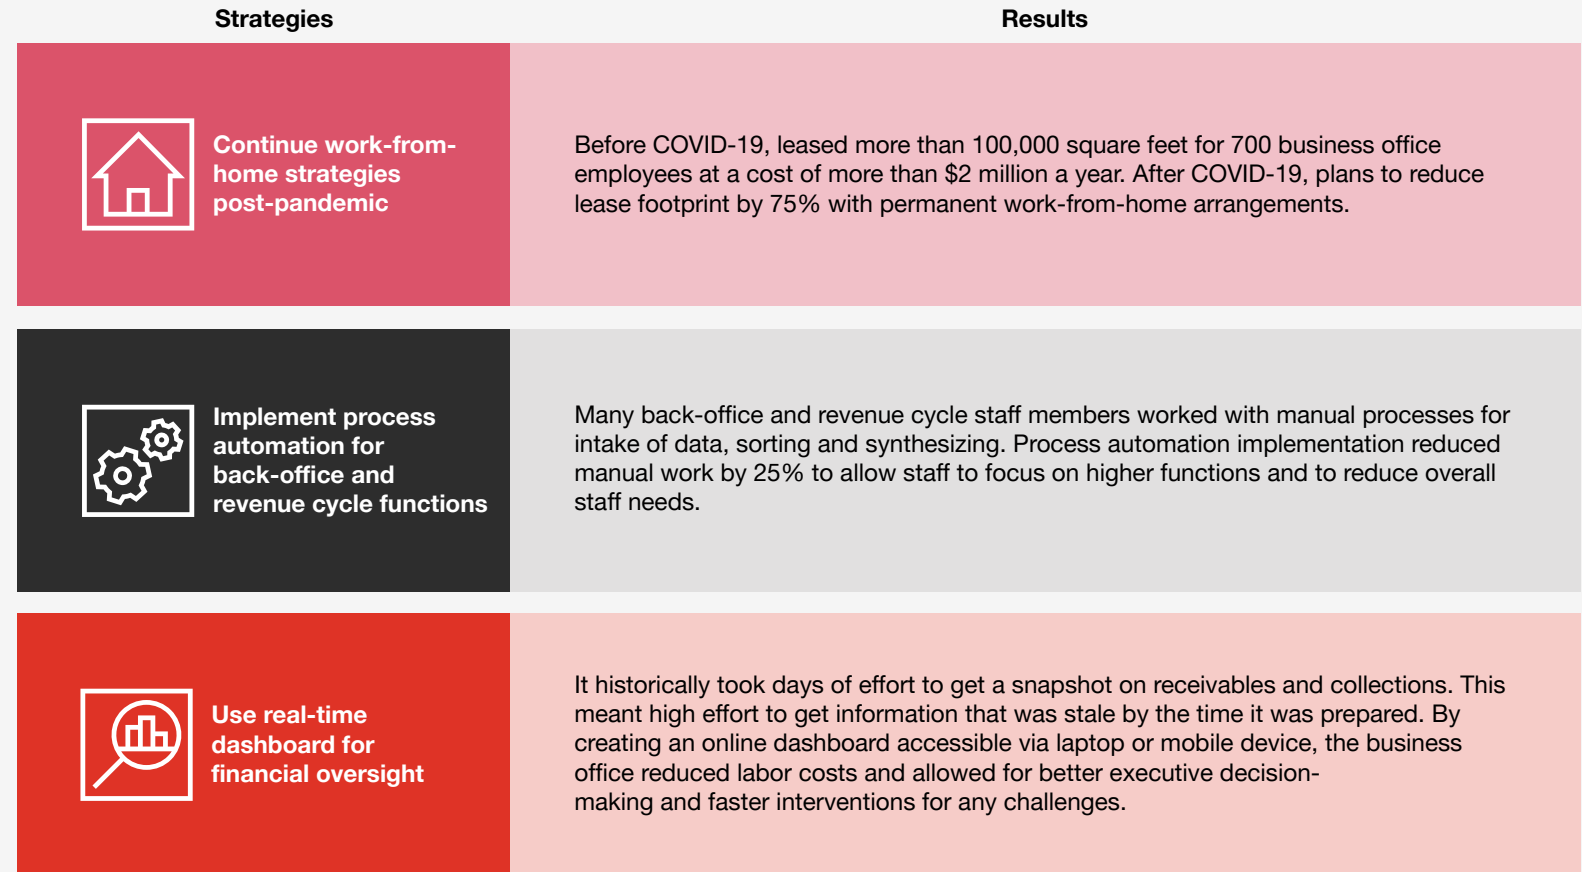 Strategies
Results
Continue work-from-
home strategies
post-pandemic
Before COVID-19, leased more than 100,000 square feet for 700 business office
employees at a cost of more than $2 million a year. After COVID-19, plans to reduce
lease footprint by 75% with permanent work-from-home arrangements.
Implement process
automation for
back-office and
revenue cycle functions
Many back-office and revenue cycle staff members worked with manual processes for
intake of data, sorting and synthesizing. Process automation implementation reduced
manual work by 25% to allow staff to focus on higher functions and to reduce overall
staff needs.
Use real-time
dashboard for
financial oversight
It historically took days of effort to get a snapshot on receivables and collections. This
meant high effort to get information that was stale by the time it was prepared. By
creating an online dashboard accessible via laptop or mobile device, the business
office reduced labor costs and allowed for better executive decision-
making and faster interventions for any challenges.